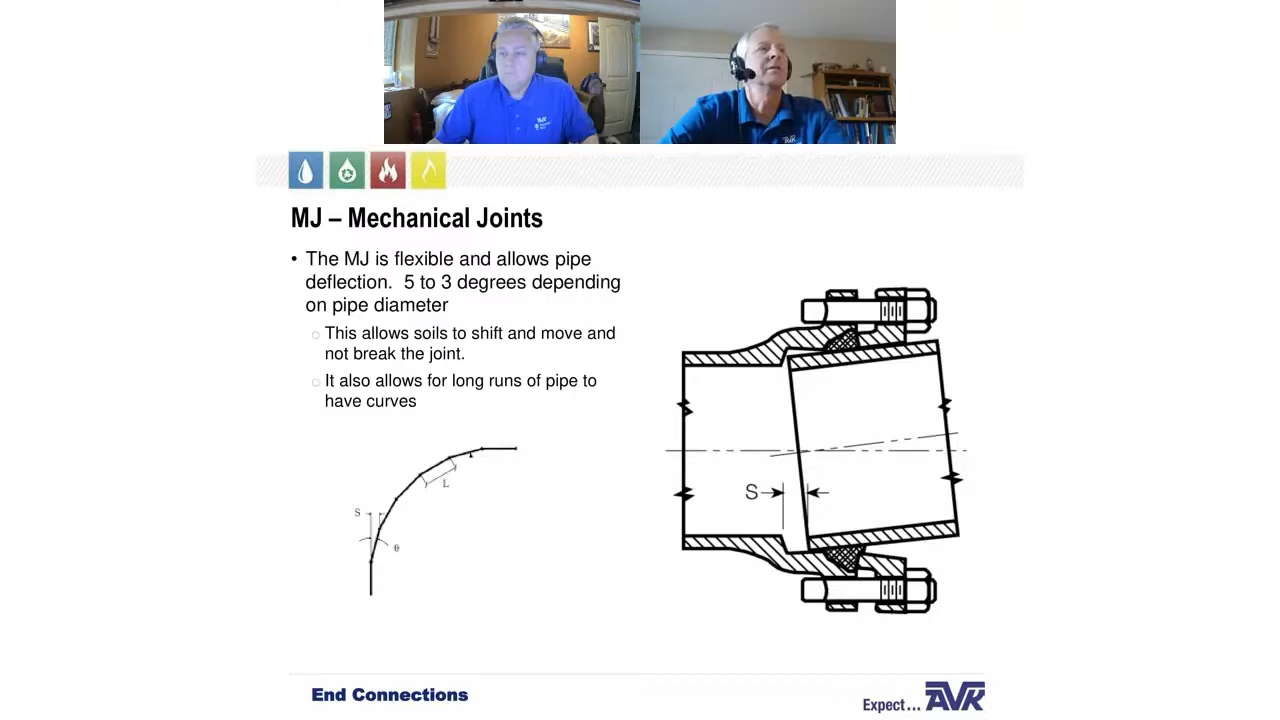 AVK
AVK
MJ – Mechanical Joints
• The MJ is flexible and allows pipe
deflection. 5 to 3 degrees depending
on pipe diameter
○ This allows soils to shift and move and
not break the joint.
○ It also allows for long runs of pipe to
have curves
L
S
θ
S
End Connections
Expect... AVK